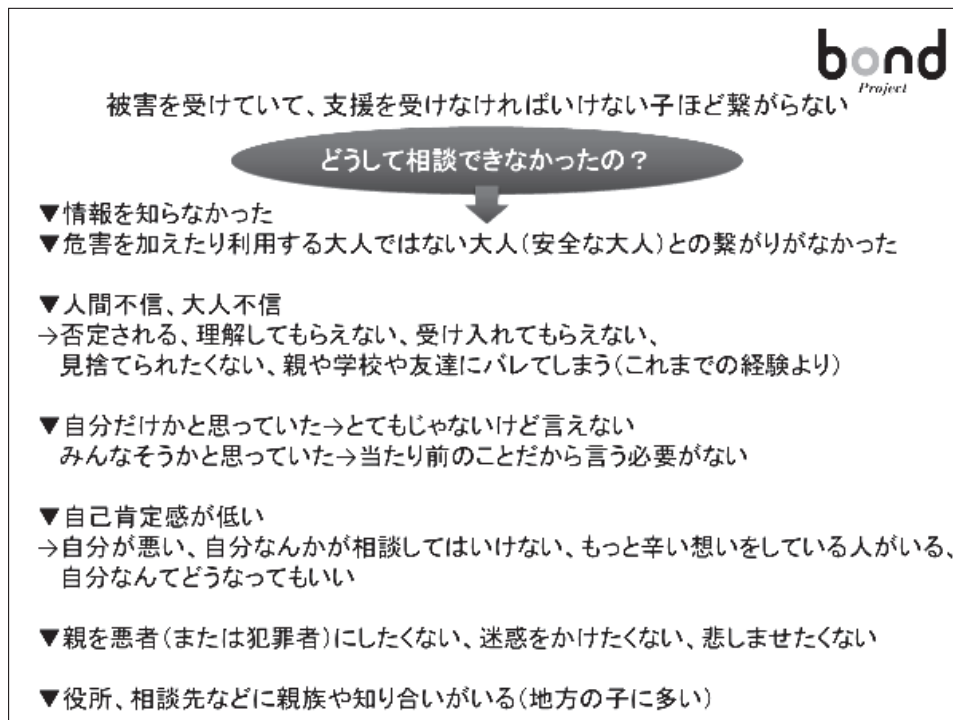 bond
Project
被害を受けていて、支援を受けなければいけない子ほど繋がらない
どうして相談できなかったの？
▼情報を知らなかった
▼危害を加えたり利用する大人ではない大人（安全な大人）との繋がりがなかった
▼人間不信、大人不信
→否定される、理解してもらえない、受け入れてもらえない、
見捨てられたくない、親や学校や友達にバレてしまう（これまでの経験より）
▼自分だけかと思っていた→とてもじゃないけど言えない
みんなそうかと思っていた→当たり前のことだから言う必要がない
▼自己肯定感が低い
→自分が悪い、自分なんかが相談してはいけない、もっと辛い想いをしている人がいる、
自分なんてどうなってもいい
▼親を悪者（または犯罪者）にしたくない、迷惑をかけたくない、悲しませたくない
▼役所、相談先などに親族や知り合いがいる（地方の子に多い）